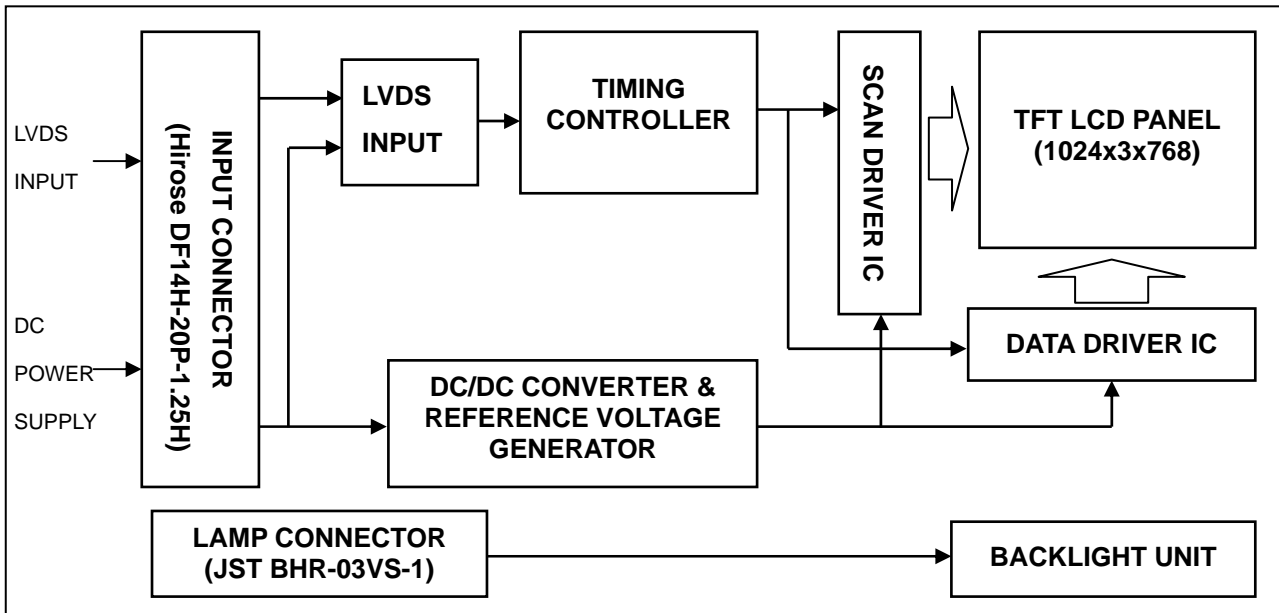 LVDS
INPUT
DC
POWER
SUPPLY
INPUT CONNECTOR
(Hirose DF14H-20P-1.25H)
LVDS
INPUT
TIMING
CONTROLLER
SCAN DRIVER IC
TFT LCD PANEL
(1024x3x768)
DATA DRIVER IC
DC/DC CONVERTER &
REFERENCE VOLTAGE
GENERATOR
LAMP CONNECTOR
(JST BHR-03VS-1)
BACKLIGHT UNIT